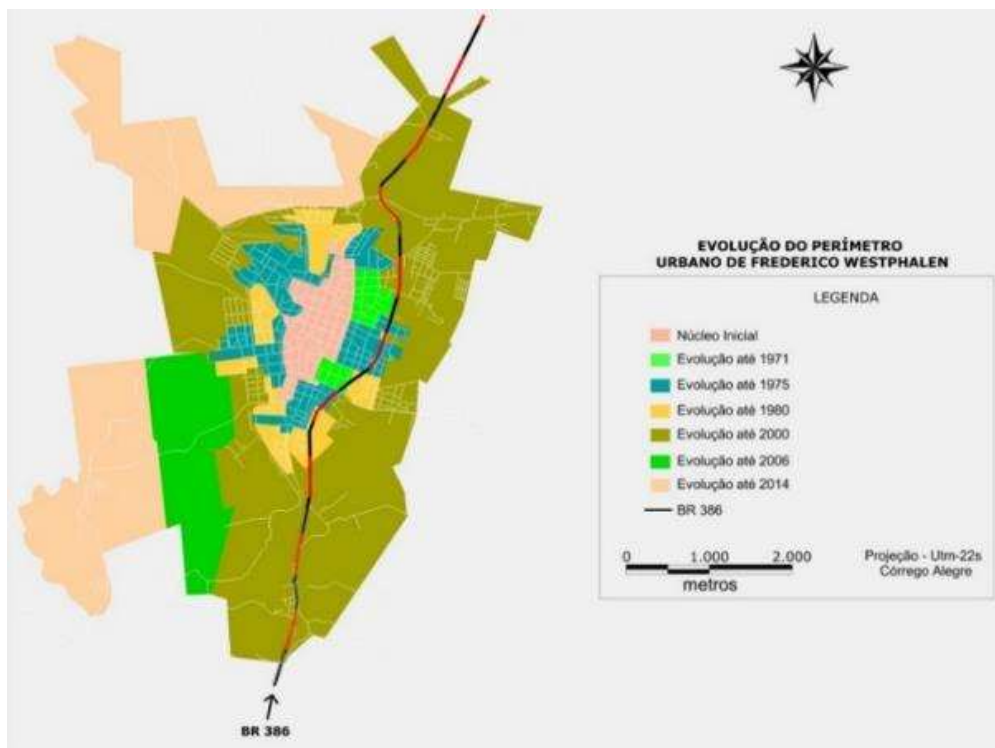 EVOLUÇÃO DO PERÍMETRO
URBANO DE FREDERICO WESTPHALEN
LEGENDA
Núcleo Inicial
Evolução até 1971
Evolução até 1975
Evolução até 1980
Evolução até 2000
Evolução até 2006
Evolução até 2014
BR 386
0 1.000 2.000
metros
Projeção - Utm-22s
Córrego Alegre
BR 386